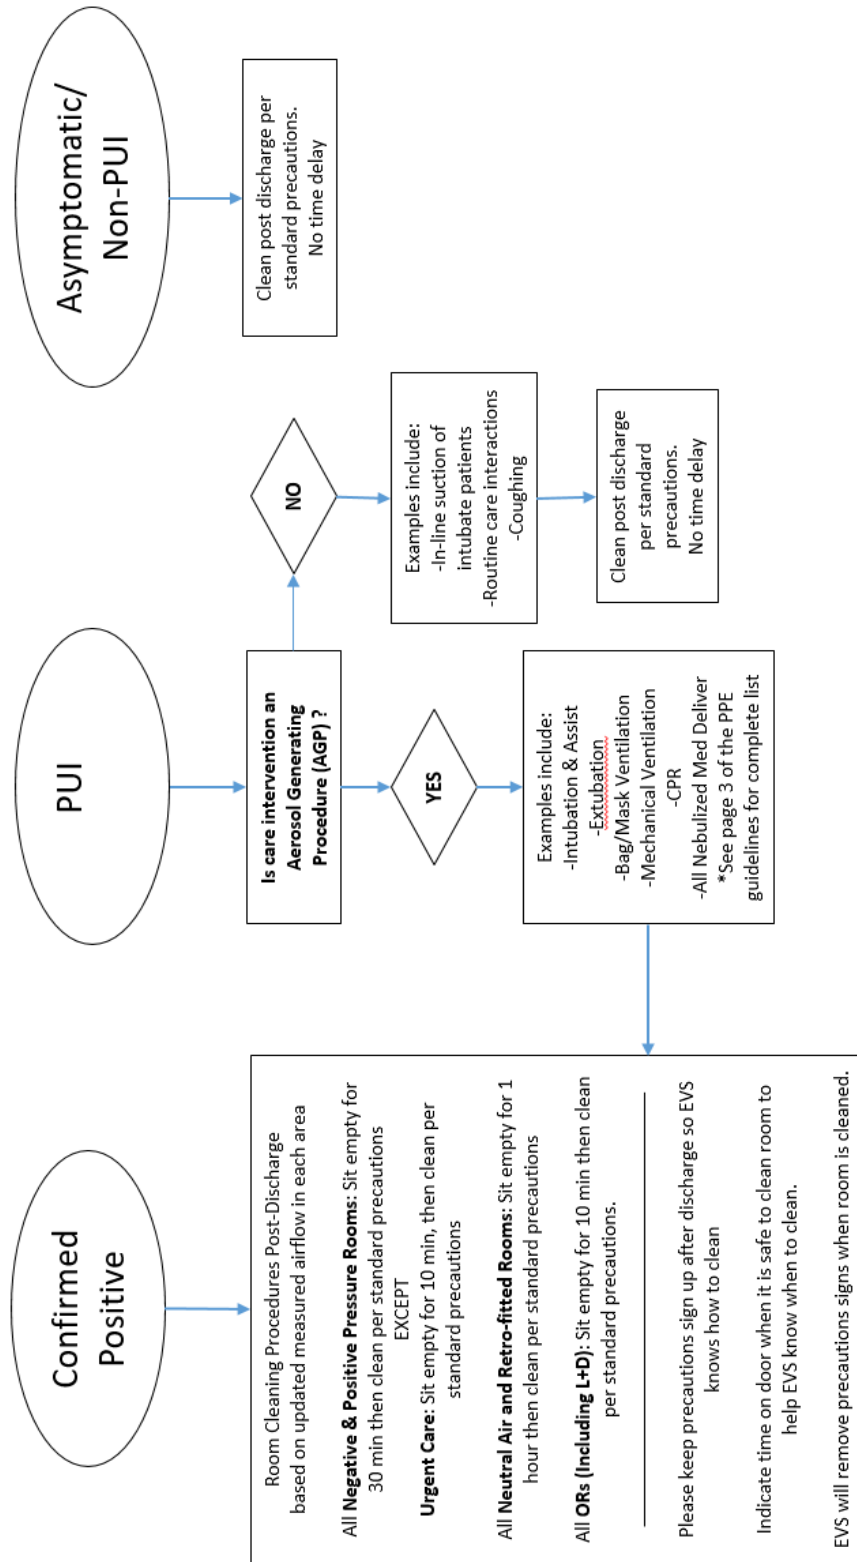 Confirmed
Positive
Room Cleaning Procedures Post-Discharge
based on updated measured airflow in each area
All Negative & Positive Pressure Rooms: Sit empty for
30 min then clean per standard precautions
EXCEPT
Urgent Care: Sit empty for 10 min, then clean per
standard precautions
All Neutral Air and Retro-fitted Rooms: Sit empty for 1
hour then clean per standard precautions
All ORs (Including L+D): Sit empty for 10 min then clean
per standard precautions.
Please keep precautions sign up after discharge so EVS
knows how to clean
Indicate time on door when it is safe to clean room to
help EVS know when to clean.
EVS will remove precautions signs when room is cleaned.
PUI
Is care intervention an
Aerosol Generating
Procedure (AGP) ?
YES
Examples include:
-Intubation & Assist
-Extubation
-Bag/Mask Ventilation
-Mechanical Ventilation
-CPR
-All Nebulized Med Deliver
*See page 3 of the PPE
guidelines for complete list
NO
Examples include:
-In-line suction of
intubate patients
-Routine care interactions
-Coughing
Clean post discharge
per standard
precautions.
No time delay
Asymptomatic/
Non-PUI
Clean post discharge per
standard precautions.
No time delay